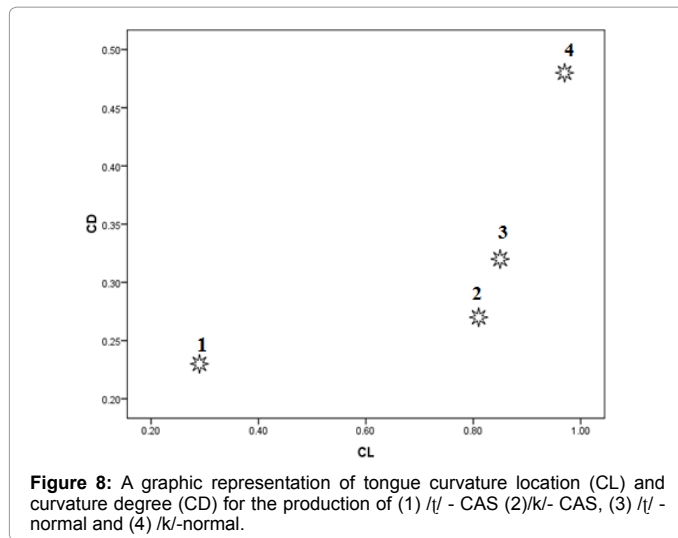 0.50
4
0.45
0.40
CD
0.35
3
0.30
2
0.25
1
0.20
0.20 0.40 0.60 0.80 1.00
CL
Figure 8: A graphic representation of tongue curvature location (CL) and
curvature degree (CD) for the production of (1) /ʈ/ - CAS (2)/k/- CAS, (3) /ʈ/ -
normal and (4) /k/-normal.